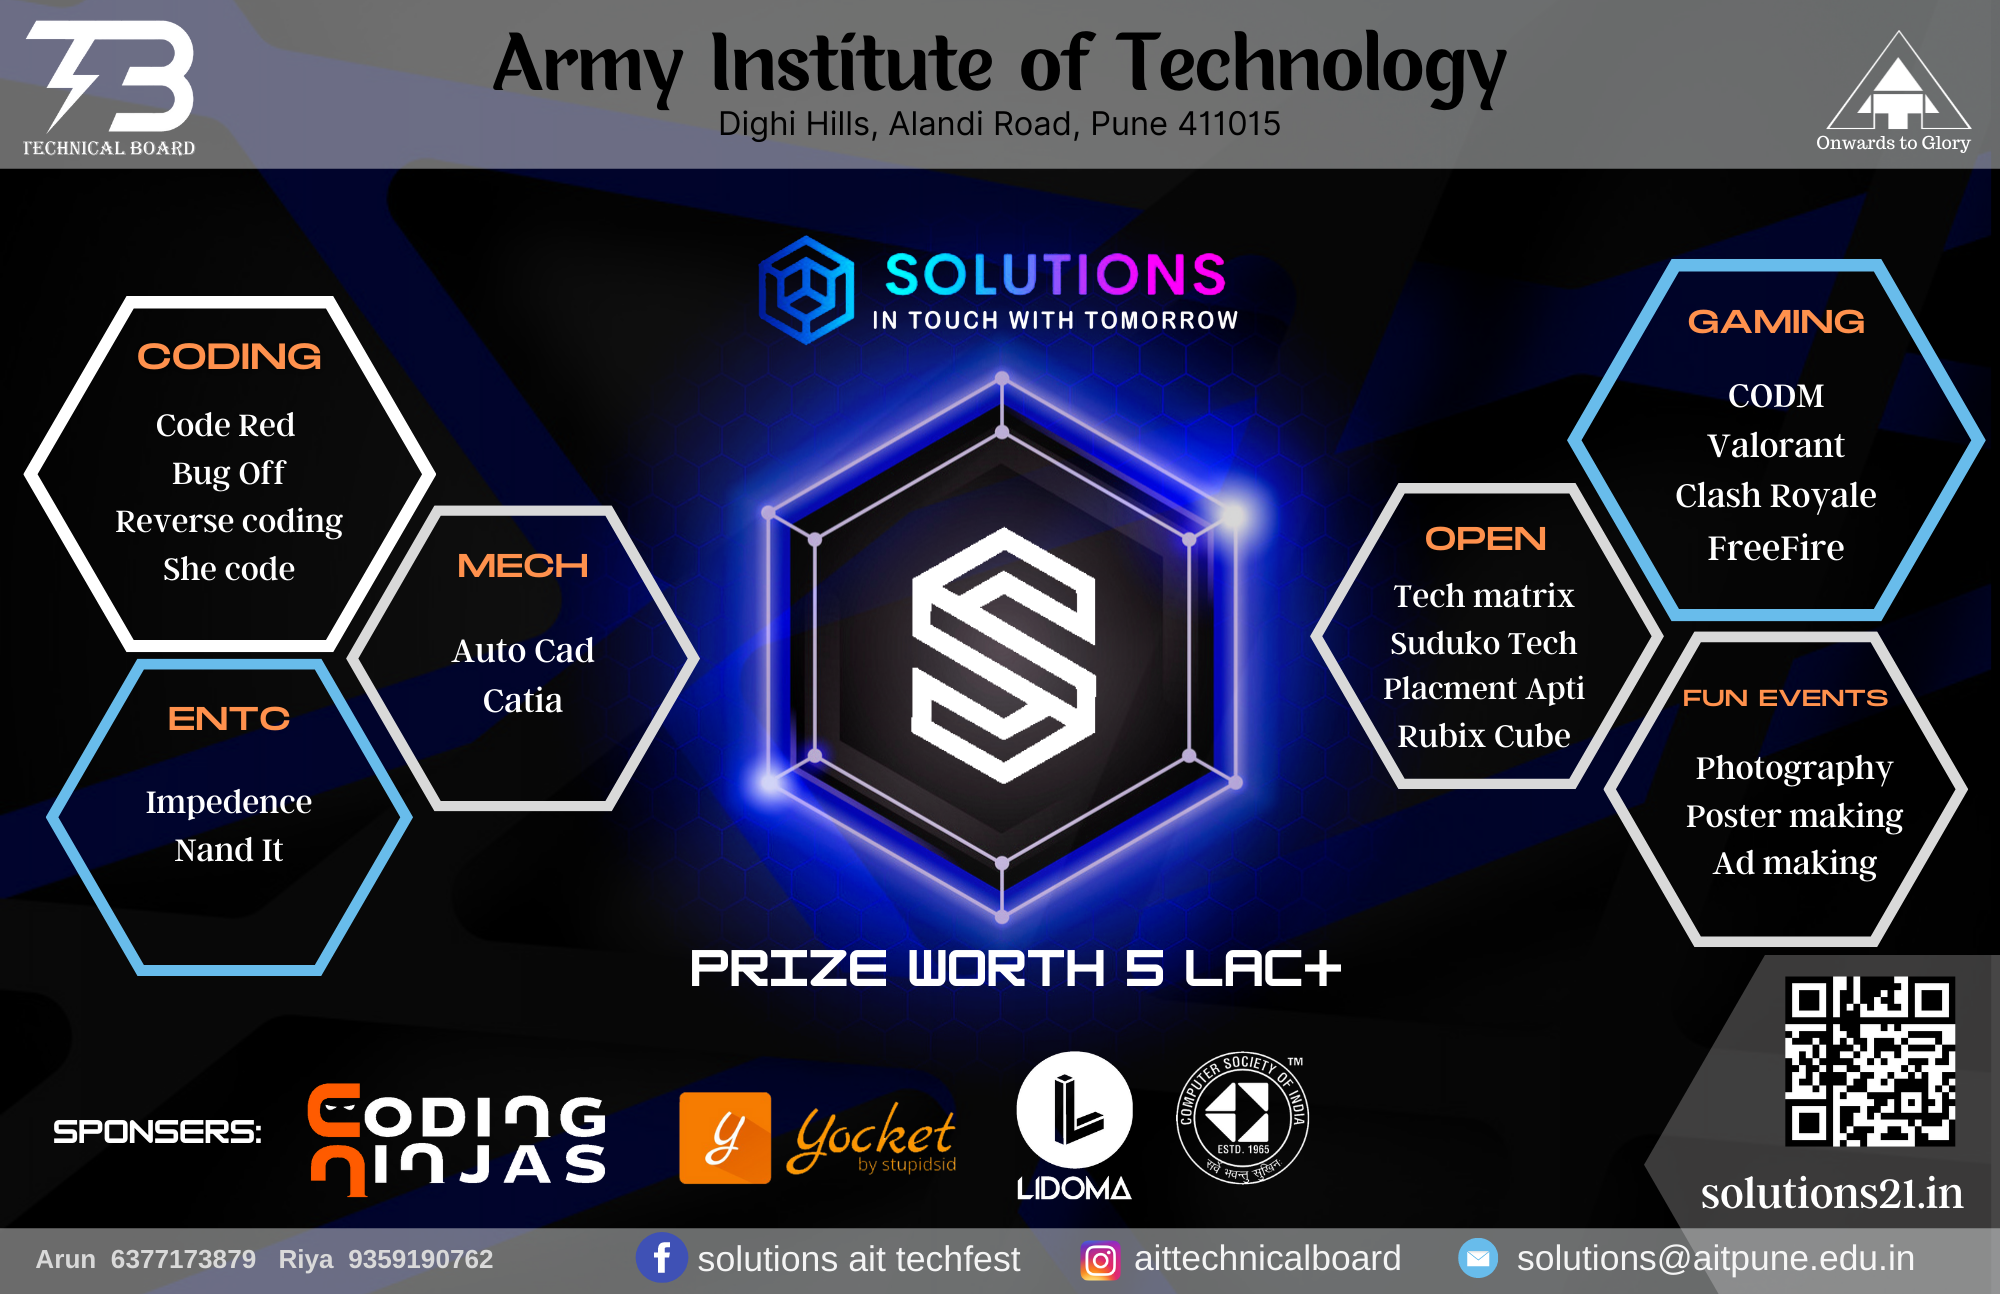 TECHNICAL BOARD
Army Institute of Technology
Dighi Hills, Alandi Road, Pune 411015
Onwards to Glory
SOLUTIONS
IN TOUCH WITH TOMORROW
CODING
Code Red
Bug Off
Reverse coding
She code
MECH
Auto Cad
Catia
ENTC
Impedence
Nand It
GAMING
CODM
Valorant
Clash Royale
FreeFire
OPEN
Tech matrix
Suduko Tech
Placment Apti
Rubix Cube
FUN EVENTS
Photography
Poster making
Ad making
PRIZE WORTH 5 LAC+
SPONSERS:
CODING
NINJAS
y
Yocket
by stupidsid
LIDOMA
COMPUTER SOCIETY OF INDIA
TM
ESTD. 1965
सर्वे भवन्तु सुखिनः
solutions21.in
Arun 6377173879 Riya 9359190762
solutions ait techfest
aittechnicalboard
solutions@aitpune.edu.in